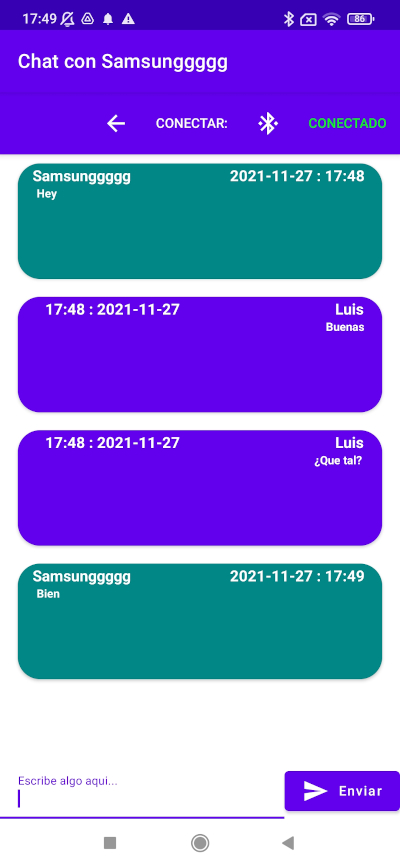 17:49 86
Chat con Samsunggggg
CONECTAR: CONECTADO
Samsunggggg 2021-11-27 : 17:48
Hey
17:48 : 2021-11-27 Luis
Buenas
17:48 : 2021-11-27 Luis
¿Que tal?
Samsunggggg 2021-11-27 : 17:49
Bien
Escribe algo aqui...
Enviar